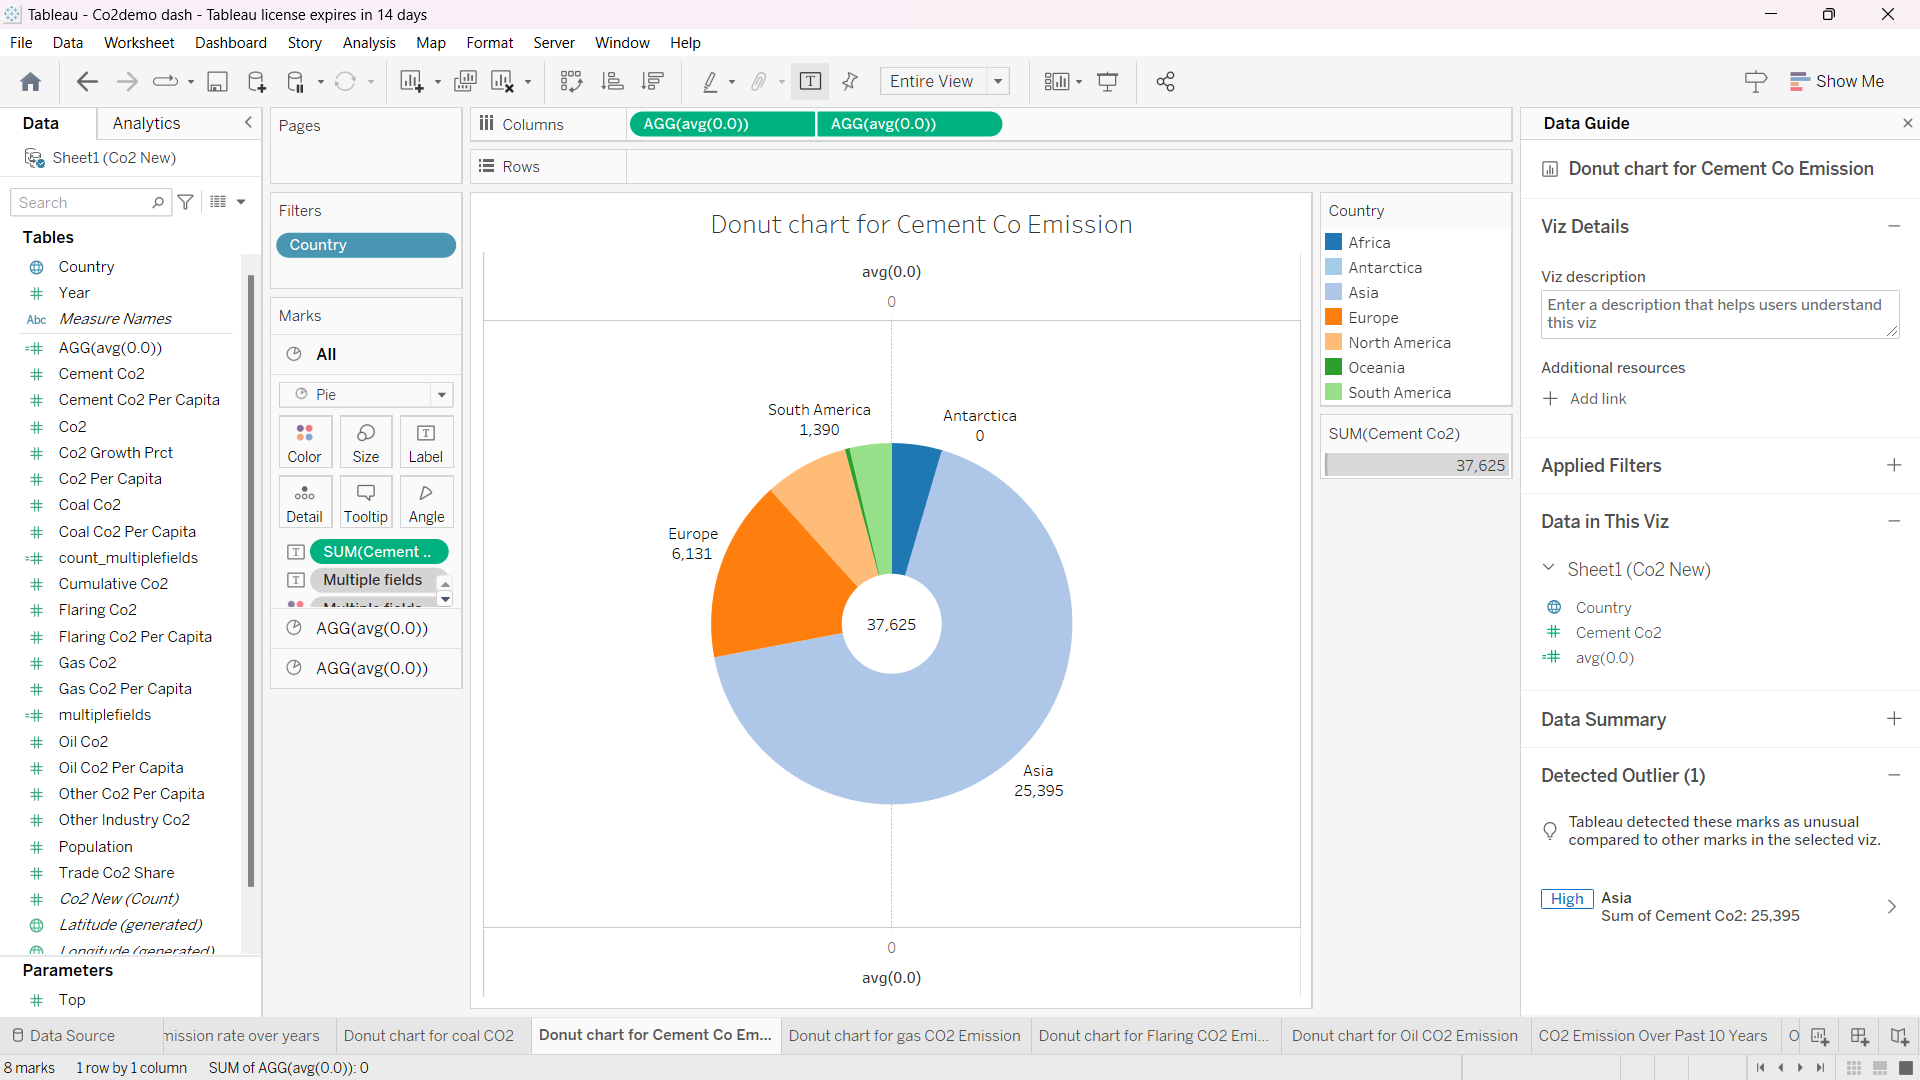 Tableau - Co2demo dash - Tableau license expires in 14 days
File Data Worksheet Dashboard Story Analysis Map Format Server Window Help
Entire View
Show Me
Data
Analytics
Sheet1 (Co2 New)
Search
Tables
Country
Year
Abc Measure Names
AGG(avg(0.0))
Cement Co2
Cement Co2 Per Capita
Co2
Co2 Growth Prct
Co2 Per Capita
Coal Co2
Coal Co2 Per Capita
count_multiplefields
Cumulative Co2
Flaring Co2
Flaring Co2 Per Capita
Gas Co2
Gas Co2 Per Capita
multiplefields
Oil Co2
Oil Co2 Per Capita
Other Co2 Per Capita
Other Industry Co2
Population
Trade Co2 Share
Co2 New (Count)
Latitude (generated)
Longitude (generated)
Parameters
Top
Pages
Filters
Country
Marks
All
Pie
Color
Size
Label
Detail
Tooltip
Angle
SUM(Cement ..
Multiple fields
Multiple fields
AGG(avg(0.0))
AGG(avg(0.0))
Columns
AGG(avg(0.0))
AGG(avg(0.0))
Rows
Donut chart for Cement Co Emission
avg(0.0)
0
South America
1,390
Antarctica
0
Europe
6,131
37,625
Asia
25,395
0
avg(0.0)
Country
Africa
Antarctica
Asia
Europe
North America
Oceania
South America
SUM(Cement Co2)
37,625
Data Guide
Donut chart for Cement Co Emission
Viz Details
Viz description
Enter a description that helps users understand
this viz
Additional resources
Add link
Applied Filters
Data in This Viz
Sheet1 (Co2 New)
Country
Cement Co2
avg(0.0)
Data Summary
Detected Outlier (1)
Tableau detected these marks as unusual
compared to other marks in the selected viz.
High
Asia
Sum of Cement Co2: 25,395
Data Source
mission rate over years
Donut chart for coal CO2
Donut chart for Cement Co Em...
Donut chart for gas CO2 Emission
Donut chart for Flaring CO2 Emi...
Donut chart for Oil CO2 Emission
CO2 Emission Over Past 10 Years
8 marks
1 row by 1 column
SUM of AGG(avg(0.0)): 0